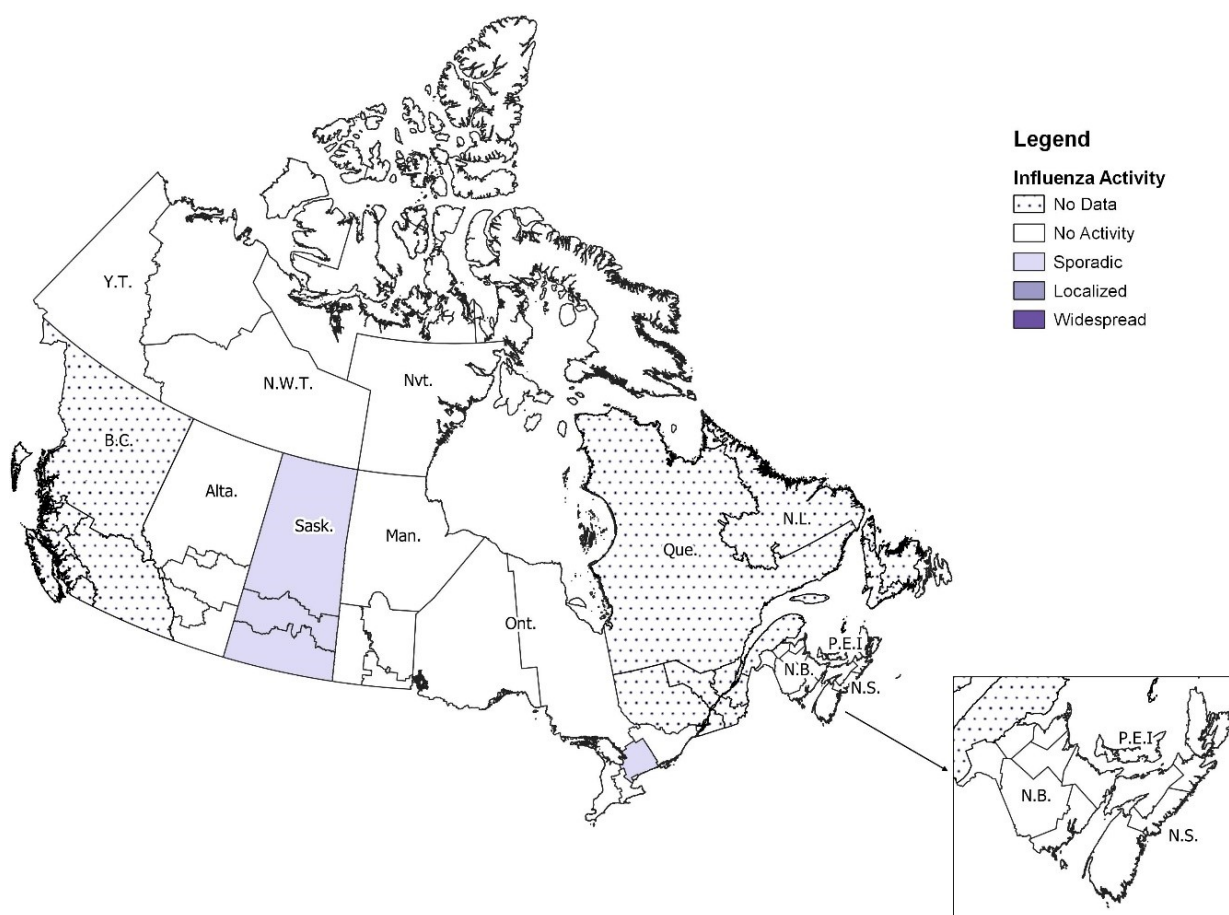 Legend
Influenza Activity
No Data
No Activity
Sporadic
Localized
Widespread
Y.T.
N.W.T.
Nvt.
B.C.
Alta.
Sask.
Man.
Ont.
Que.
N.L.
P.E.I
N.B.
N.S.
P.E.I
N.B.
N.S.